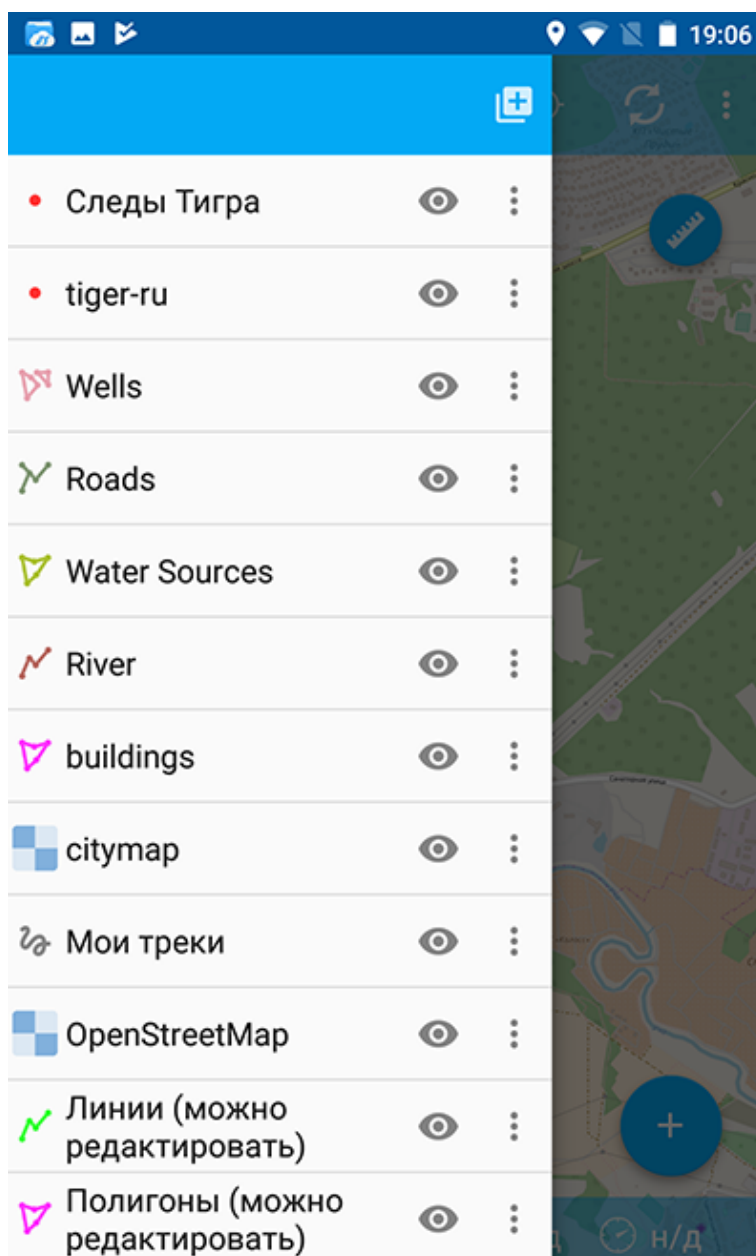 19:06
Следы Тигра
tiger-ru
Wells
Roads
Water Sources
River
buildings
citymap
Мои треки
OpenStreetMap
Линии (можно
редактировать)
Полигоны (можно
редактировать)
н/д